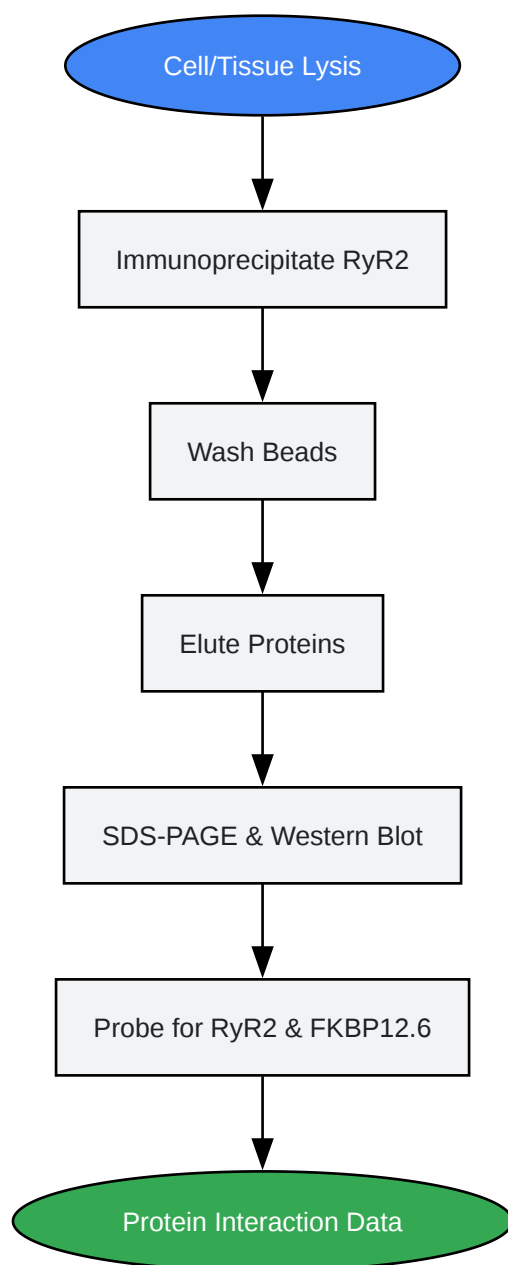 Cell/Tissue Lysis
Immunoprecipitate RyR2
Wash Beads
Elute Proteins
SDS-PAGE & Western Blot
Probe for RyR2 & FKBP12.6
Protein Interaction Data